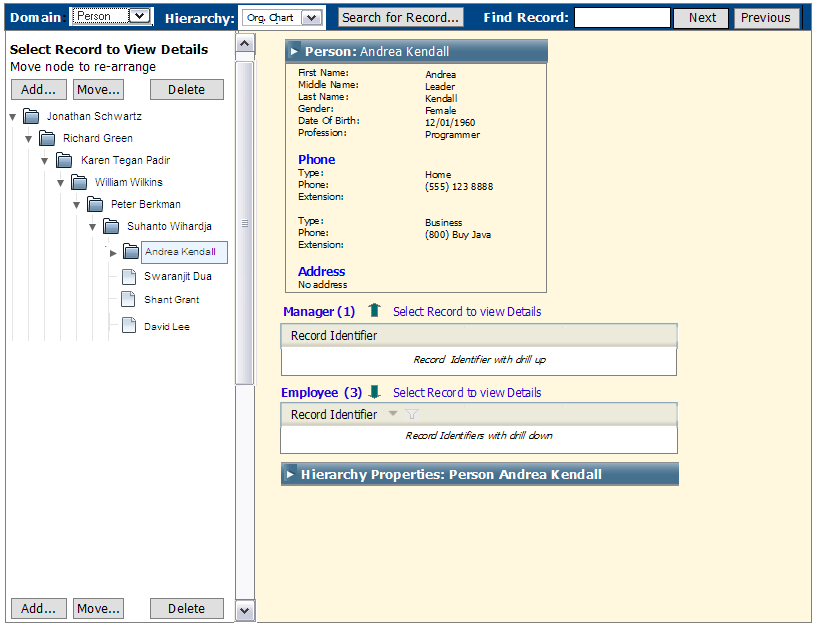 Domain: Person Hierarchy: Org. Chart Search for Record... Find Record: Next Previous
Select Record to View Details
Move node to re-arrange
Add... Move... Delete
Jonathan Schwartz
Richard Green
Karen Tegan Padir
William Wilkins
Peter Berkman
Suhanto Wihardja
Andrea Kendall
Swaranjit Dua
Shant Grant
David Lee
Add... Move... Delete
Person: Andrea Kendall
First Name: Andrea
Middle Name: Leader
Last Name: Kendall
Gender: Female
Date Of Birth: 12/01/1960
Profession: Programmer
Phone
Type: Home
Phone: (555) 123 8888
Extension:
Type: Business
Phone: (800) Buy Java
Extension:
Address
No address
Manager (1) Select Record to view Details
Record Identifier
Record Identifier with drill up
Employee (3) Select Record to view Details
Record Identifier
Record Identifiers with drill down
Hierarchy Properties: Person Andrea Kendall